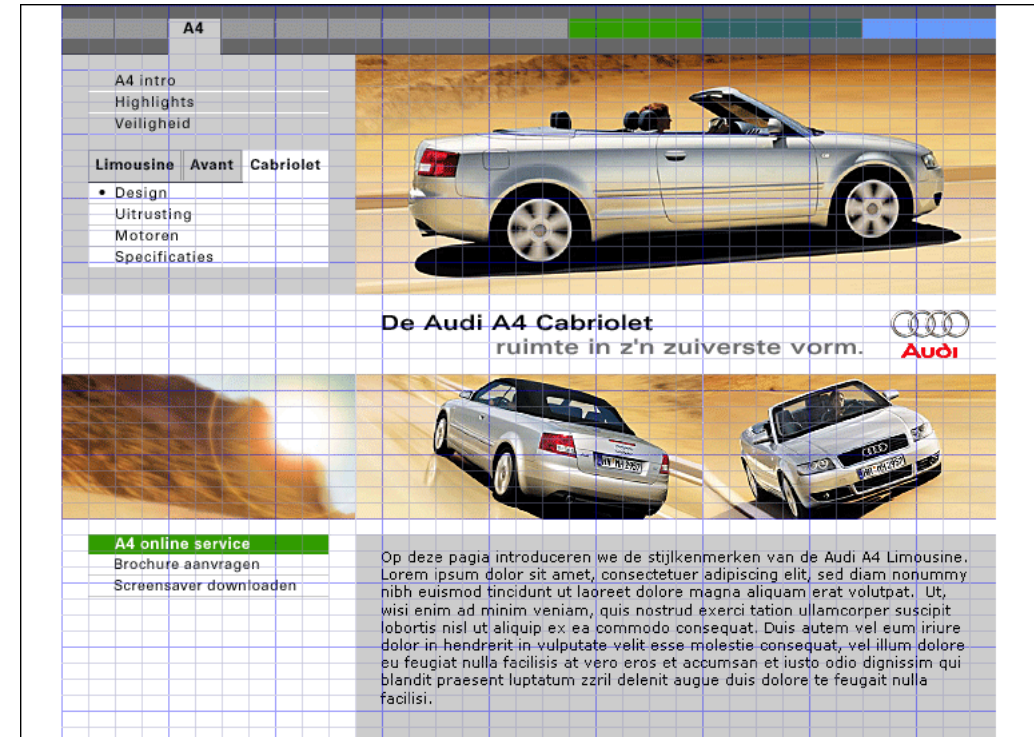 A4
A4 intro
Highlights
Veiligheid
Limousine Avant Cabriolet
• Design
Uitrusting
Motoren
Specificaties
De Audi A4 Cabriolet
ruimte in z'n zuiverste vorm.
Audi
A4 online service
Brochure aanvragen
Screensaver downloaden
Op deze pagia introduceren we de stijlkenmerken van de Audi A4 Limousine.
Lorem ipsum dolor sit amet, consectetuer adipiscing elit, sed diam nonummy
nibh euismod tincidunt ut laoreet dolore magna aliquam erat volutpat. Ut,
wisi enim ad minim veniam, quis nostrud exerci tation ullamcorper suscipit
lobortis nisl ut aliquip ex ea commodo consequat. Duis autem vel eum iriure
dolor in hendrerit in vulputate velit esse molestie consequat, vel illum dolore
eu feugiat nulla facilisis at vero eros et accumsan et iusto odio dignissim qui
blandit praesent luptatum zzril delenit augue duis dolore te feugait nulla
facilisi.